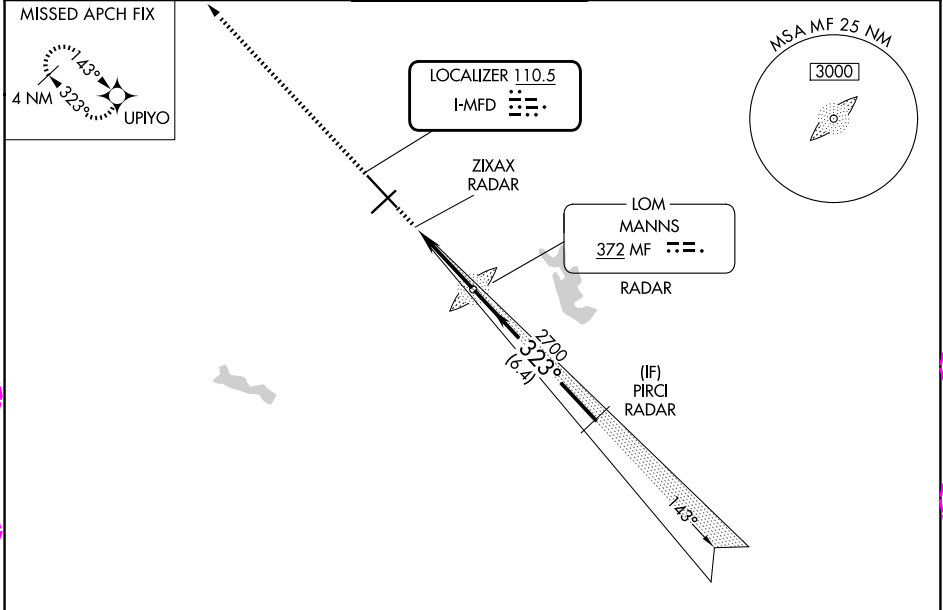 MISSED APCH FIX
143°
4 NM
323°
UPIYO
LOCALIZER 110.5
I-MFD
MSA MF 25 NM
3000
ZIXAX
RADAR
LOM
MANNS
372 MF
RADAR
2700
323°
(6.4)
(IF)
PIRCI
RADAR
143°